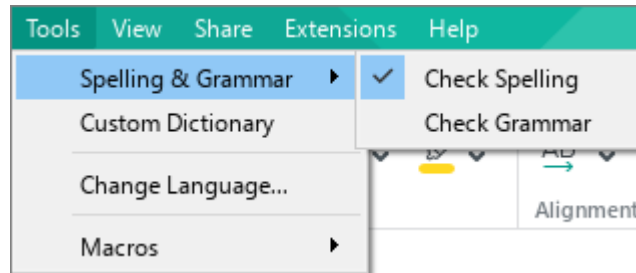 Tools View Share Extensions Help
Spelling & Grammar
Check Spelling
Custom Dictionary
Check Grammar
AB
Change Language...
Alignment
Macros